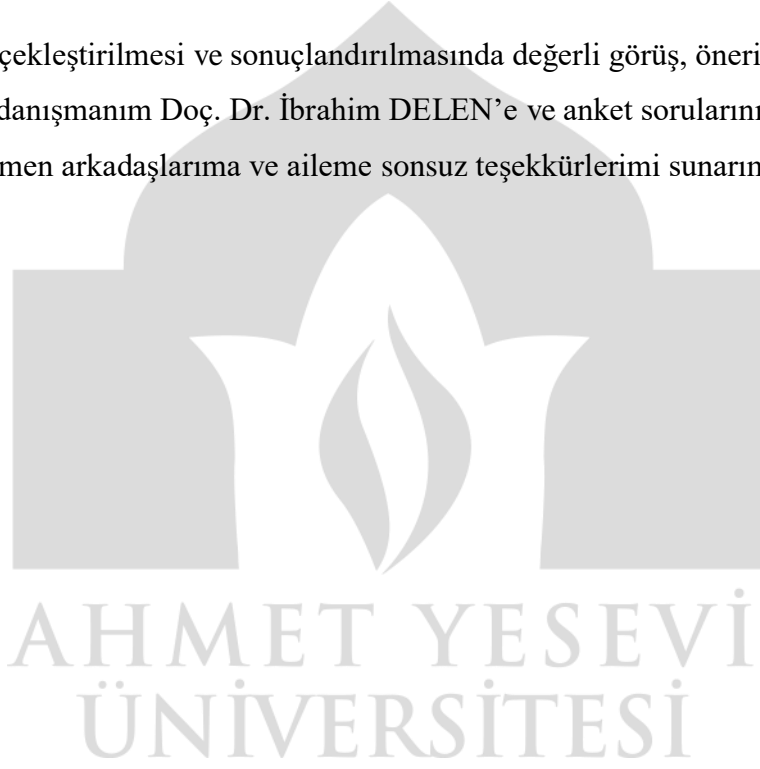 çekleştirilmesi ve sonuçlandırılmasında değerli görüş, öneri
danışmanım Doç. Dr. İbrahim DELEN’e ve anket sorularını
men arkadaşlarıma ve aileme sonsuz teşekkürlerimi sunarım
AHMET YESEVİ
ÜNİVERSİTESİ